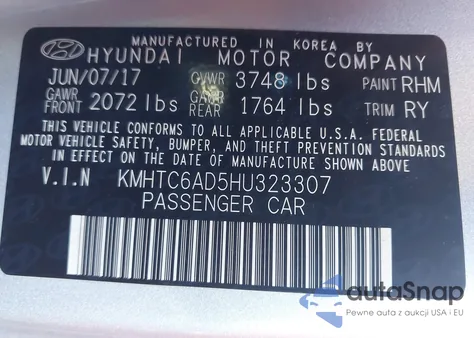 MANUFACTURED IN KOREA BY
HYUNDAI MOTOR COMPANY
JUN/07/17 GVWR 3748 lbs PAINT RHM
GAWR FRONT 2072 lbs GAWR REAR 1764 lbs TRIM RY
THIS VEHICLE CONFORMS TO ALL APPLICABLE U.S.A. FEDERAL
MOTOR VEHICLE SAFETY, BUMPER, AND THEFT PREVENTION STANDARDS
IN EFFECT ON THE DATE OF MANUFACTURE SHOWN ABOVE
V.I.N KMHTC6AD5HU323307
PASSENGER CAR
autoSnap
Pewne auta z aukcji USA i EU